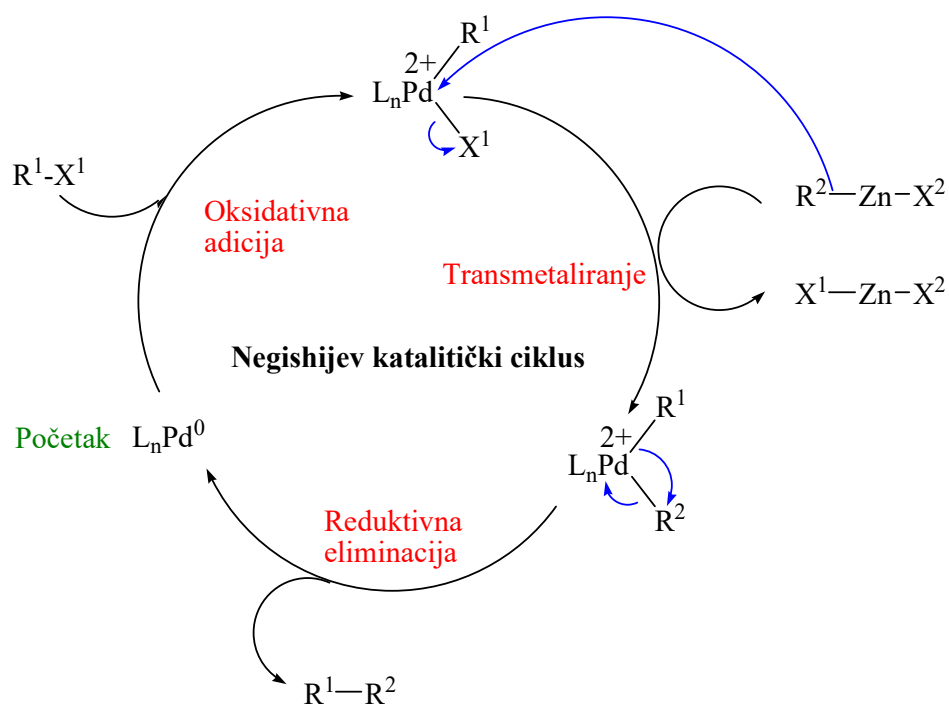 R¹
2+
LₙPd
X¹
R¹-X¹
R²—Zn–X²
Oksidativna
adicija
Transmetaliranje
X¹—Zn–X²
Negishijev katalitički ciklus
R¹
2+
Početak LₙPd⁰
LₙPd
R²
Reduktivna
eliminacija
R¹—R²